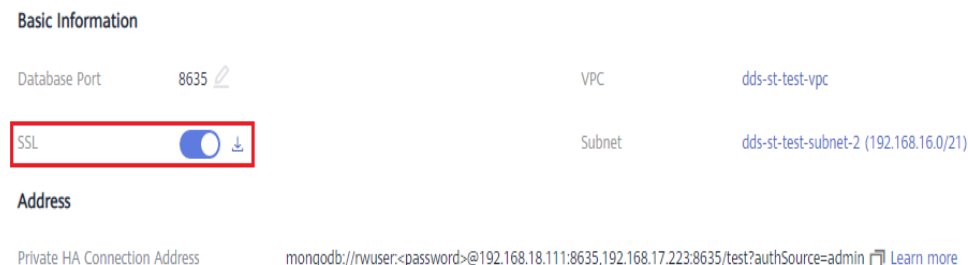 Basic Information
Database Port 8635 VPC dds-st-test-vpc
SSL Subnet dds-st-test-subnet-2 (192.168.16.0/21)
Address
Private HA Connection Address mongodb://rwuser:<password>@192.168.18.111:8635,192.168.17.223:8635/test?authSource=admin Learn more